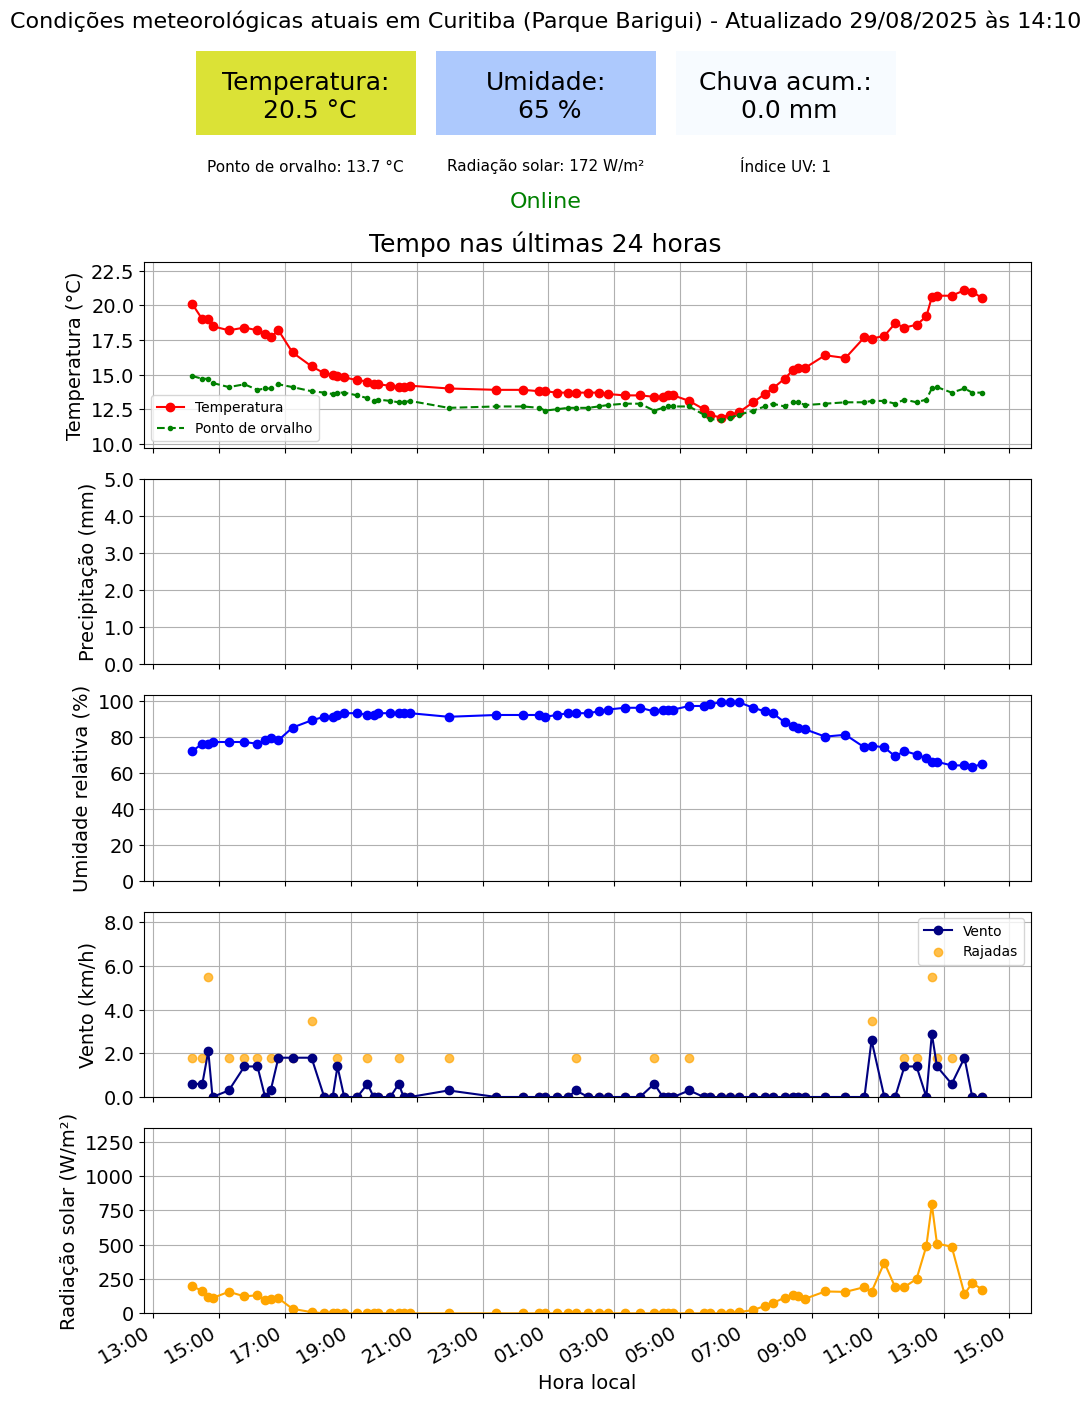 Condições meteorológicas atuais em Curitiba (Parque Barigui) - Atualizado 29/08/2025 às 14:10
Temperatura:
20.5 °C
Umidade:
65 %
Chuva acum.:
0.0 mm
Ponto de orvalho: 13.7 °C
Radiação solar: 172 W/m²
Índice UV: 1
Online
Tempo nas últimas 24 horas
Temperatura (°C)
22.5
20.0
17.5
15.0
12.5
10.0
Temperatura
Ponto de orvalho
Precipitação (mm)
5.0
4.0
3.0
2.0
1.0
0.0
Umidade relativa (%)
100
80
60
40
20
0
Vento (km/h)
8.0
6.0
4.0
2.0
0.0
Vento
Rajadas
Radiação solar (W/m²)
1250
1000
750
500
250
0
13:00
15:00
17:00
19:00
21:00
23:00
01:00
03:00
05:00
07:00
09:00
11:00
13:00
15:00
Hora local